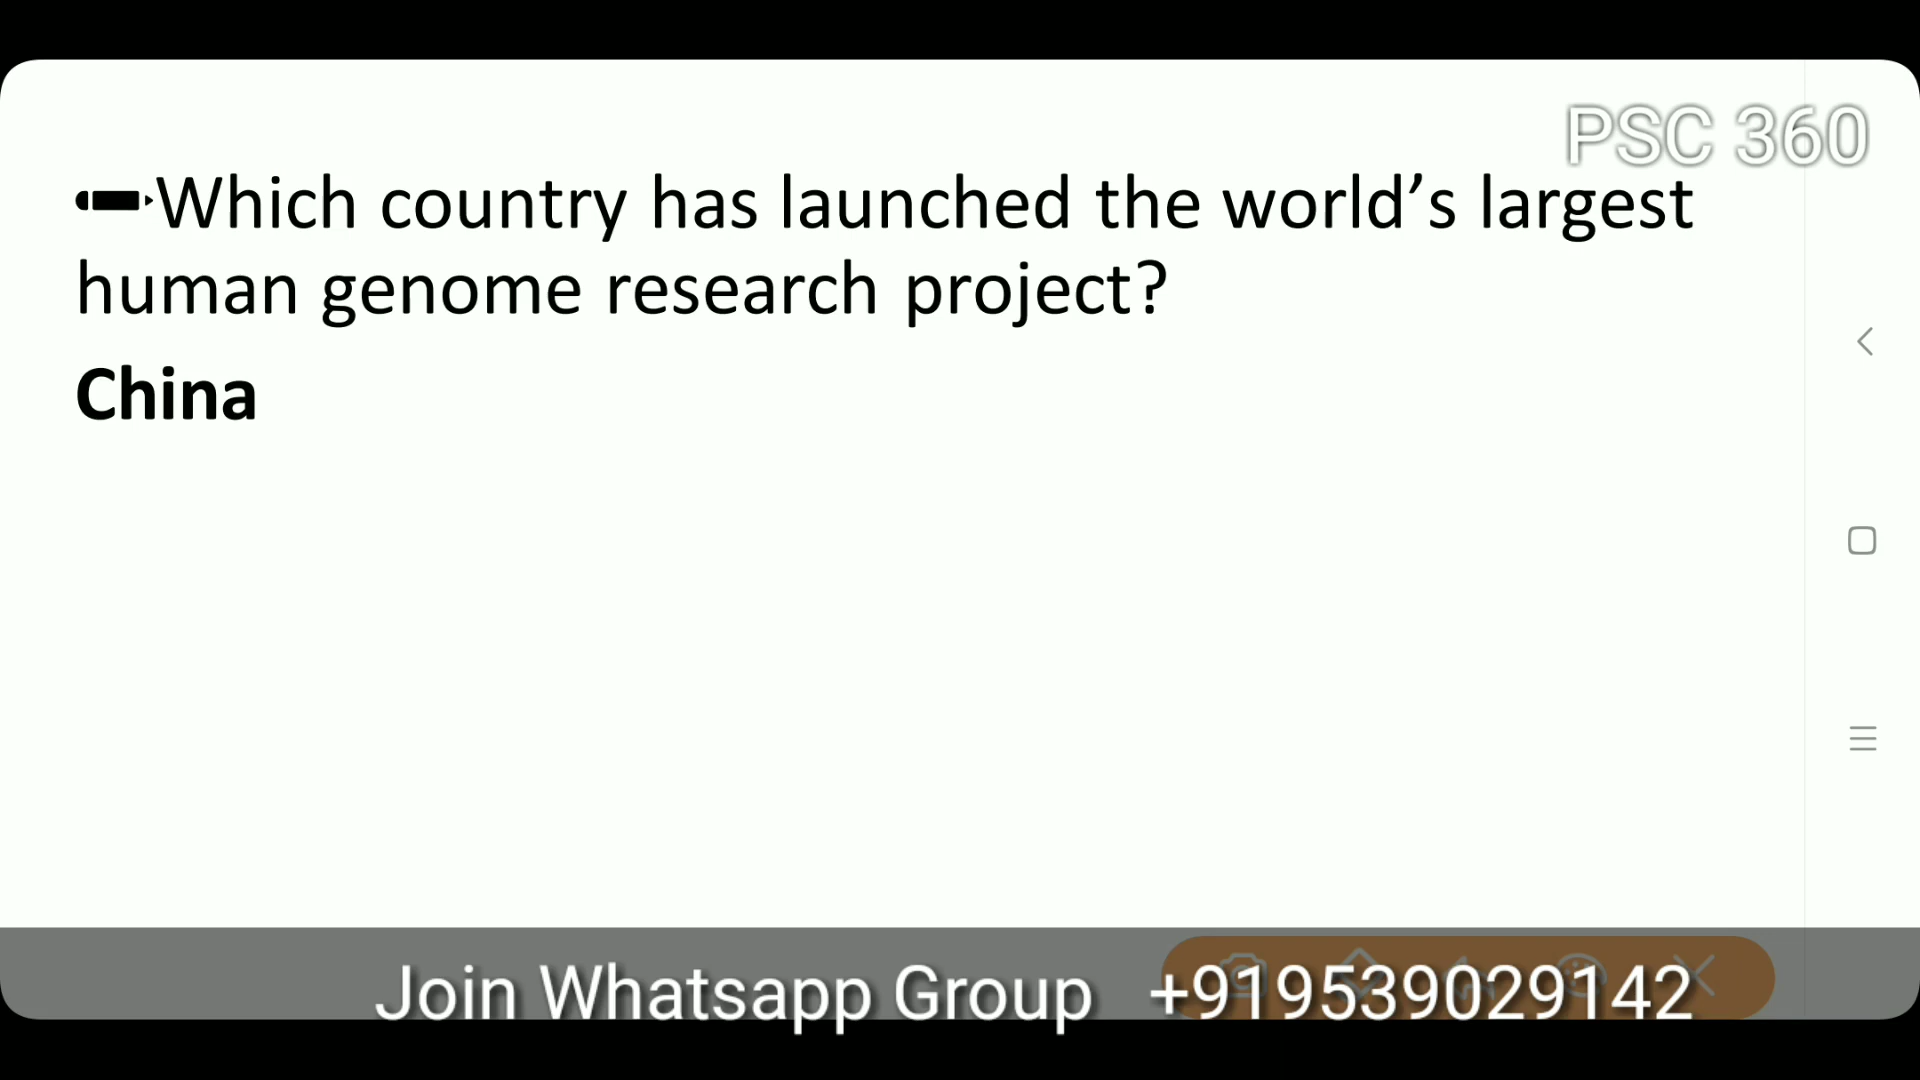 PSC 360
Which country has launched the world’s largest
human genome research project?
China
Join Whatsapp Group +919539029142